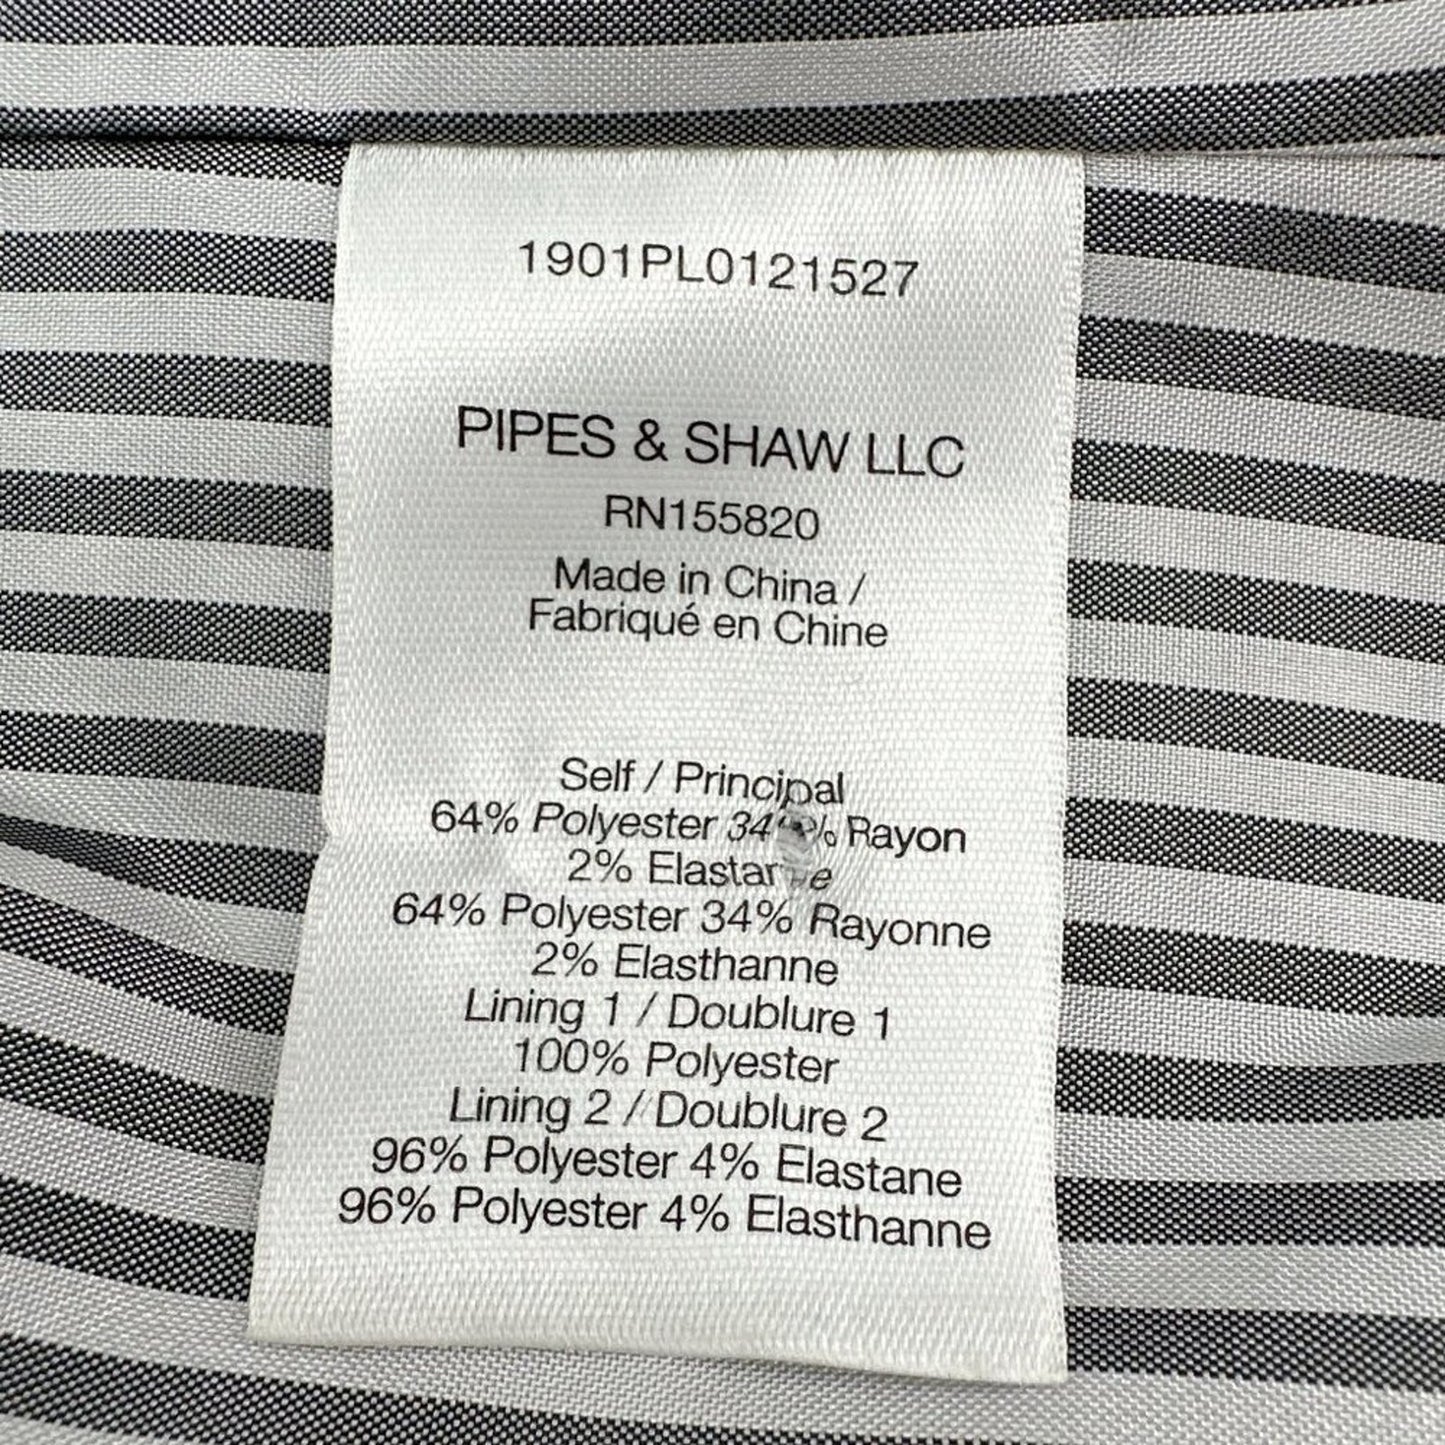 1901PL0121527
PIPES & SHAW LLC
RN155820
Made in China /
Fabriqué en Chine
Self / Principal
64% Polyester 34% Rayon
2% Elastane
64% Polyester 34% Rayonne
2% Elasthanne
Lining 1 / Doublure 1
100% Polyester
Lining 2 / Doublure 2
96% Polyester 4% Elastane
96% Polyester 4% Elasthanne